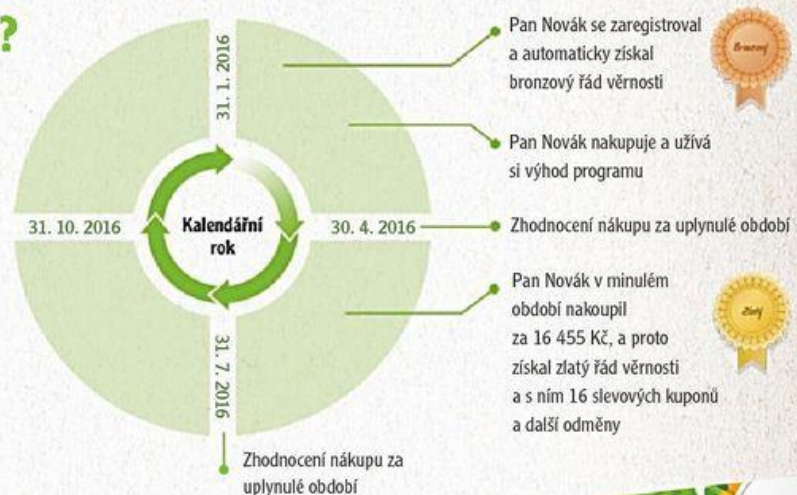 ?
31. 1. 2016
Pan Novák se zaregistroval
a automaticky získal
bronzový řád věrnosti
Bronzový
Pan Novák nakupuje a užívá
si výhod programu
31. 10. 2016
Kalendářní
rok
30. 4. 2016
Zhodnocení nákupu za uplynulé období
Pan Novák v minulém
období nakoupil
za 16 455 Kč, a proto
získal zlatý řád věrnosti
a s ním 16 slevových kuponů
a další odměny
Zlatý
31. 7. 2016
Zhodnocení nákupu za
uplynulé období